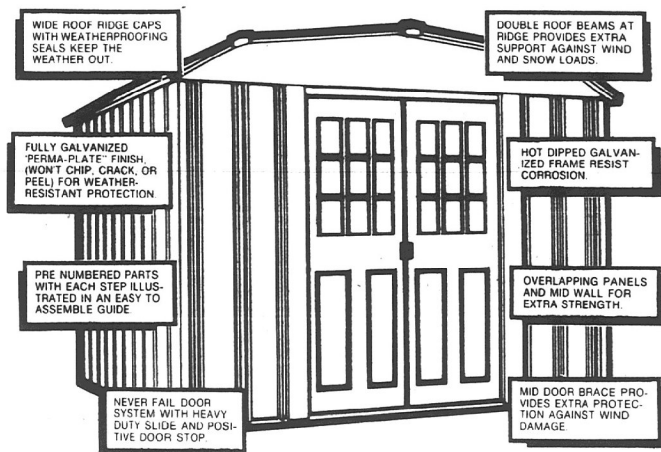 WIDE ROOF RIDGE CAPS
WITH WEATHERPROOFING
SEALS KEEP THE
WEATHER OUT.
DOUBLE ROOF BEAMS AT
RIDGE PROVIDES EXTRA
SUPPORT AGAINST WIND
AND SNOW LOADS.
FULLY GALVANIZED
"PERMA-PLATE" FINISH,
(WON'T CHIP, CRACK, OR
PEEL) FOR WEATHER-
RESISTANT PROTECTION.
HOT DIPPED GALVAN-
IZED FRAME RESIST
CORROSION.
PRE NUMBERED PARTS
WITH EACH STEP ILLUS-
TRATED IN AN EASY TO
ASSEMBLE GUIDE
OVERLAPPING PANELS
AND MID WALL FOR
EXTRA STRENGTH.
NEVER FAIL DOOR
SYSTEM WITH HEAVY
DUTY SLIDE AND POSI-
TIVE DOOR STOP.
MID DOOR BRACE PRO-
VIDES EXTRA PROTEC-
TION AGAINST WIND
DAMAGE.